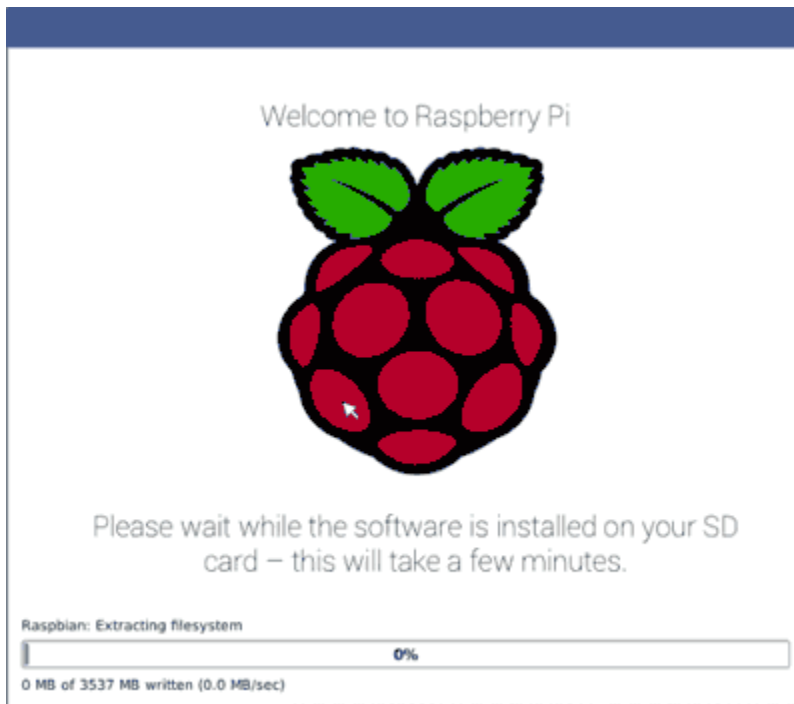 Welcome to Raspberry Pi
Please wait while the software is installed on your SD
card – this will take a few minutes.
Raspbian: Extracting filesystem
0%
0 MB of 3537 MB written (0.0 MB/sec)